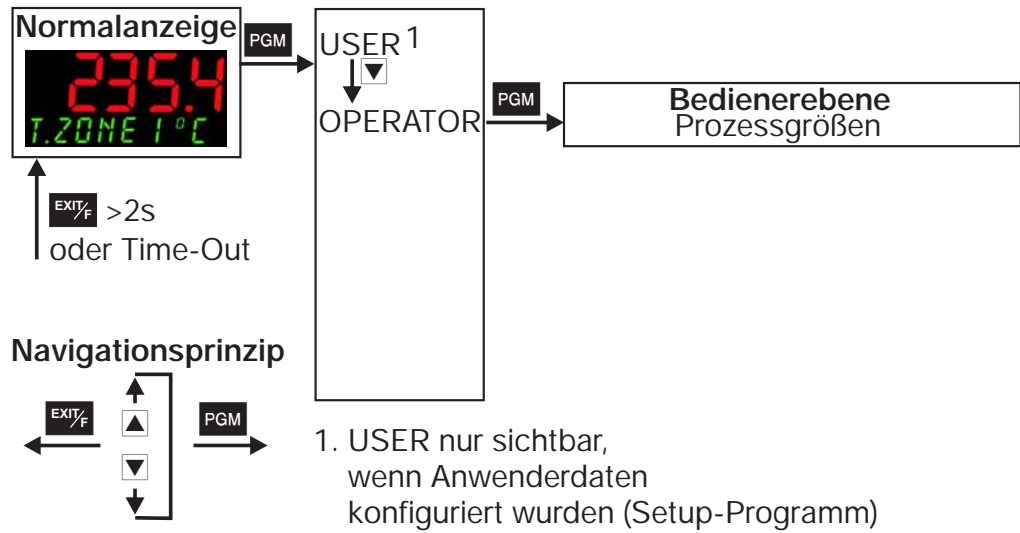 Normalanzeige
235.4
T.ZONE 1 °C
PGM
USER 1
OPERATOR
PGM
Bedienerebene
Prozessgrößen
EXIT/F >2s
oder Time-Out
Navigationsprinzip
EXIT/F
PGM
1. USER nur sichtbar,
wenn Anwenderdaten
konfiguriert wurden (Setup-Programm)